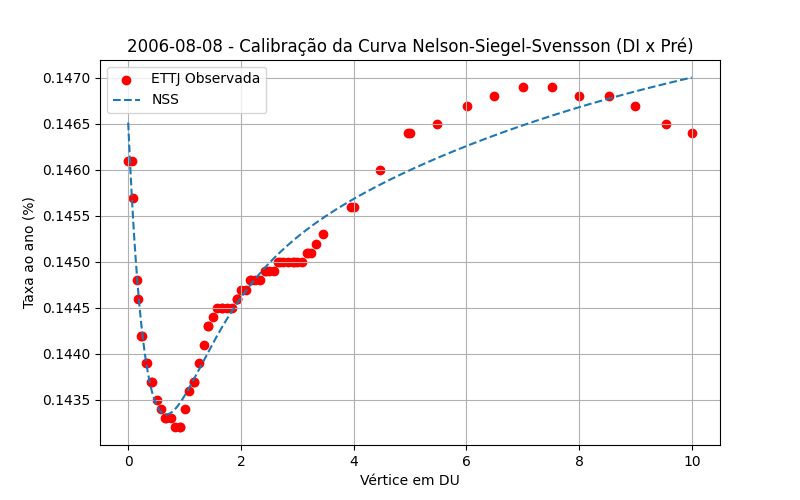 2006-08-08 - Calibração da Curva Nelson-Siegel-Svensson (DI x Pré)
ETTJ Observada
NSS
Taxa ao ano (%)
0.1470
0.1465
0.1460
0.1455
0.1450
0.1445
0.1440
0.1435
0 2 4 6 8 10
Vértice em DU